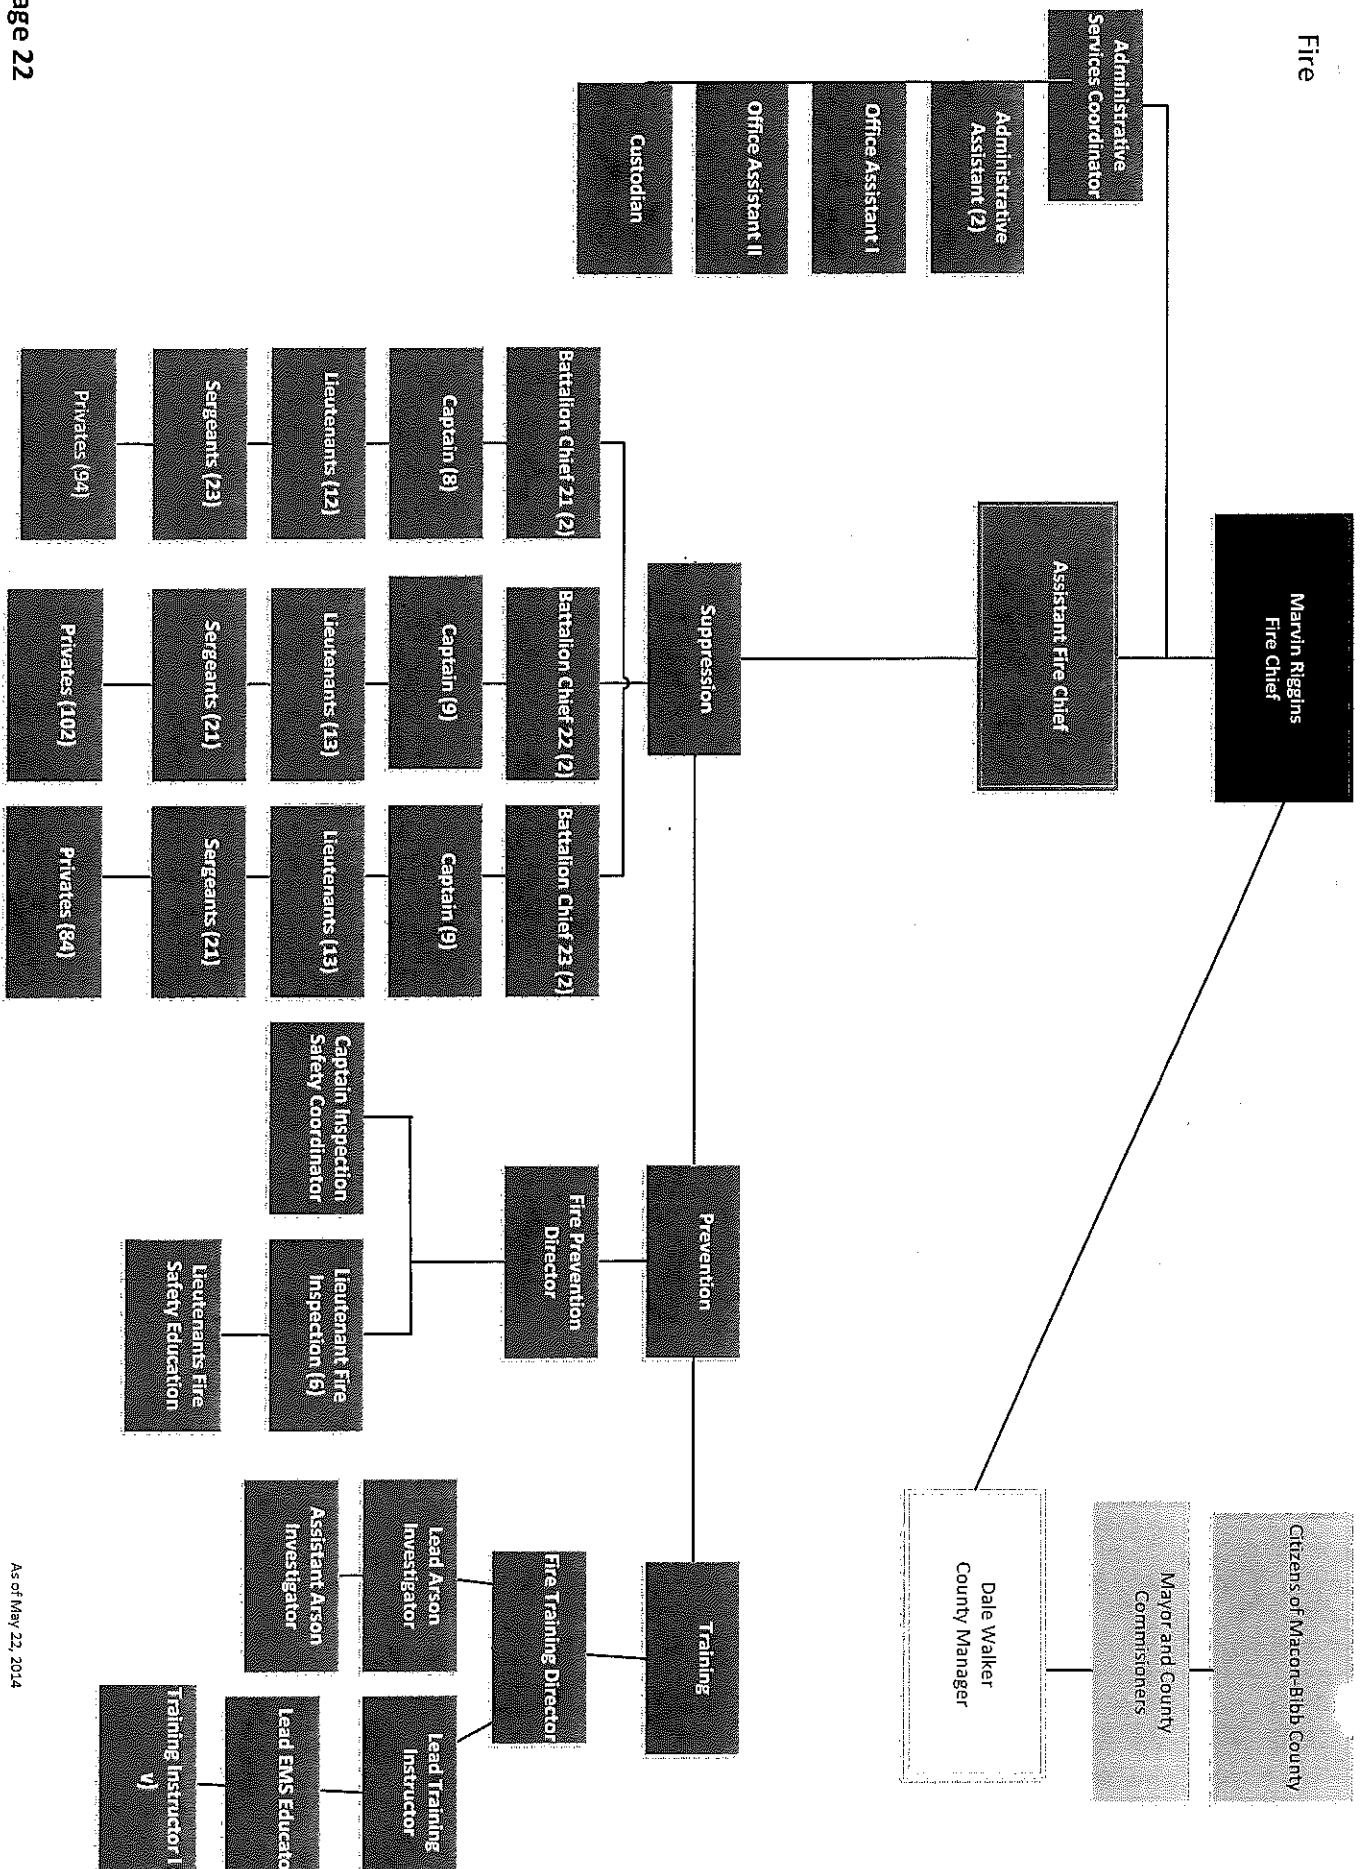 Fire
Citizens of Macon-Bibb County
Mayor and County
Commisioners
Dale Walker
County Manager
Marvin Riggins
Fire Chief
Administrative
Services Coordinator
Administrative
Assistant (2)
Office Assistant I
Office Assistant II
Custodian
Assistant Fire Chief
Suppression
Prevention
Training
Battalion Chief 21 (2)
Captain (8)
Lieutenants (12)
Sergeants (23)
Privates (94)
Battalion Chief 22 (2)
Captain (9)
Lieutenants (13)
Sergeants (21)
Privates (102)
Battalion Chief 23 (2)
Captain (9)
Lieutenants (13)
Sergeants (21)
Privates (84)
Fire Prevention
Director
Captain Inspection
Safety Coordinator
Lieutenant Fire
Inspection (6)
Lieutenants Fire
Safety Education
Fire Training Director
Lead Arson
Investigator
Assistant Arson
Investigator
Lead Training
Instructor
Lead EMS Educato
Training Instructor I
V)
age 22
As of May 22, 2014